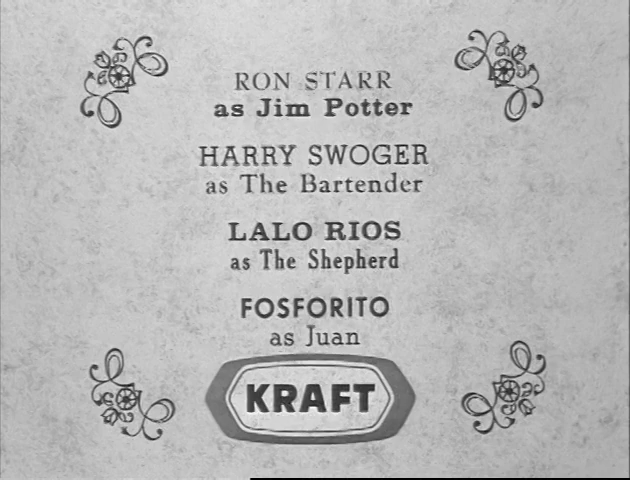 RON STARR
as Jim Potter
HARRY SWOGER
as The Bartender
LALO RIOS
as The Shepherd
FOSFORITO
as Juan
KRAFT